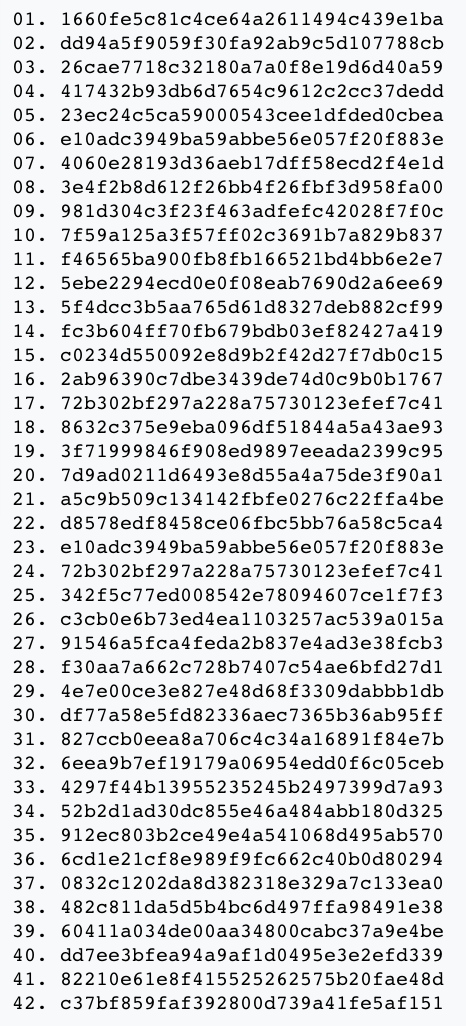 01. 1660fe5c81c4ce64a2611494c439e1ba
02. dd94a5f9059f30fa92ab9c5d107788cb
03. 26cae7718c32180a7a0f8e19d6d40a59
04. 417432b93db6d7654c9612c2cc37dedd
05. 23ec24c5ca59000543cee1dfded0cbea
06. e10adc3949ba59abbe56e057f20f883e
07. 4060e28193d36aeb17dff58ecd2f4e1d
08. 3e4f2b8d612f26bb4f26fbf3d958fa00
09. 981d304c3f23f463adfefc42028f7f0c
10. 7f59a125a3f57ff02c3691b7a829b837
11. f46565ba900fb8fb166521bd4bb6e2e7
12. 5ebe2294ecd0e0f08eab7690d2a6ee69
13. 5f4dcc3b5aa765d61d8327deb882cf99
14. fc3b604ff70fb679bdb03ef82427a419
15. c0234d550092e8d9b2f42d27f7db0c15
16. 2ab96390c7dbe3439de74d0c9b0b1767
17. 72b302bf297a228a75730123efef7c41
18. 8632c375e9eba096df51844a5a43ae93
19. 3f71999846f908ed9897eeada2399c95
20. 7d9ad0211d6493e8d55a4a75de3f90a1
21. a5c9b509c134142fbfe0276c22ffa4be
22. d8578edf8458ce06fbc5bb76a58c5ca4
23. e10adc3949ba59abbe56e057f20f883e
24. 72b302bf297a228a75730123efef7c41
25. 342f5c77ed008542e78094607ce1f7f3
26. c3cb0e6b73ed4ea1103257ac539a015a
27. 91546a5fca4feda2b837e4ad3e38fcb3
28. f30aa7a662c728b7407c54ae6bfd27d1
29. 4e7e00ce3e827e48d68f3309dabbb1db
30. df77a58e5fd82336aec7365b36ab95ff
31. 827ccb0eea8a706c4c34a16891f84e7b
32. 6eea9b7ef19179a06954edd0f6c05ceb
33. 4297f44b13955235245b2497399d7a93
34. 52b2d1ad30dc855e46a484abb180d325
35. 912ec803b2ce49e4a541068d495ab570
36. 6cd1e21cf8e989f9fc662c40b0d80294
37. 0832c1202da8d382318e329a7c133ea0
38. 482c811da5d5b4bc6d497ffa98491e38
39. 60411a034de00aa34800cabc37a9e4be
40. dd7ee3bfea94a9af1d0495e3e2efd339
41. 82210e61e8f415525262575b20fae48d
42. c37bf859faf392800d739a41fe5af151